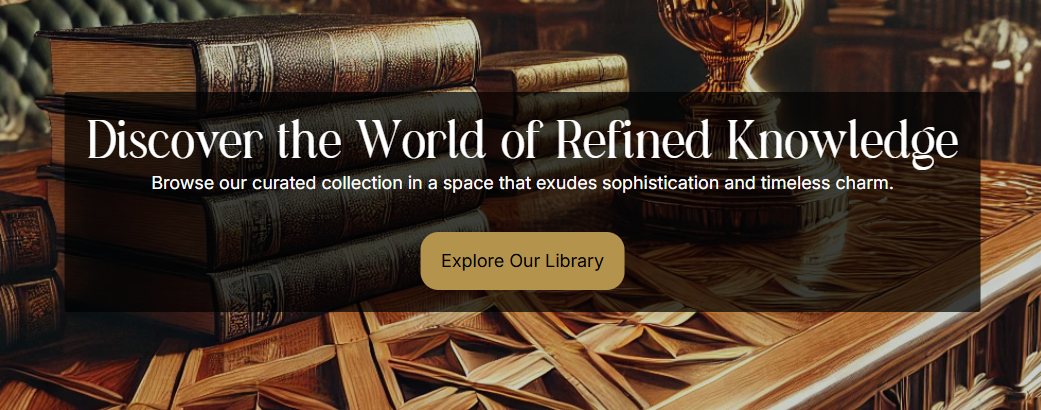 Discover the World of Refined Knowledge
Browse our curated collection in a space that exudes sophistication and timeless charm.
Explore Our Library